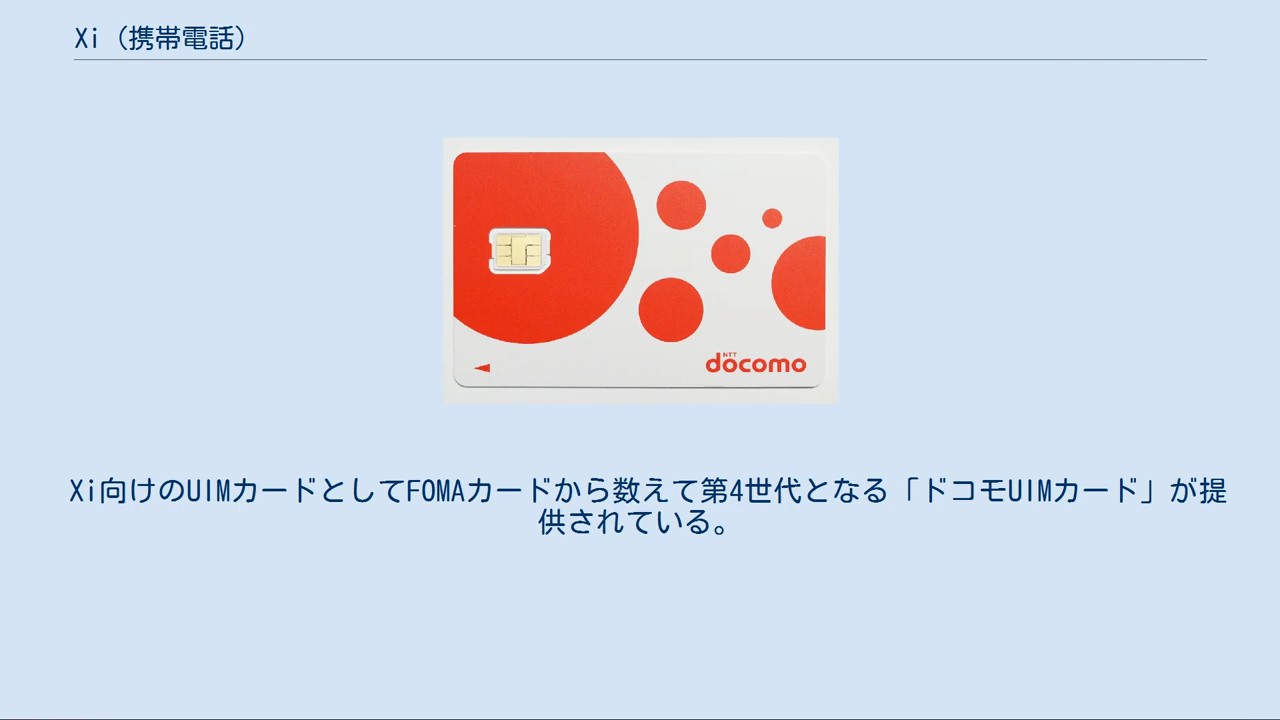 Xi（携帯電話）
NTT
docomo
Xi向けのUIMカードとしてFOMAカードから数えて第4世代となる「ドコモUIMカード」が提
供されている。